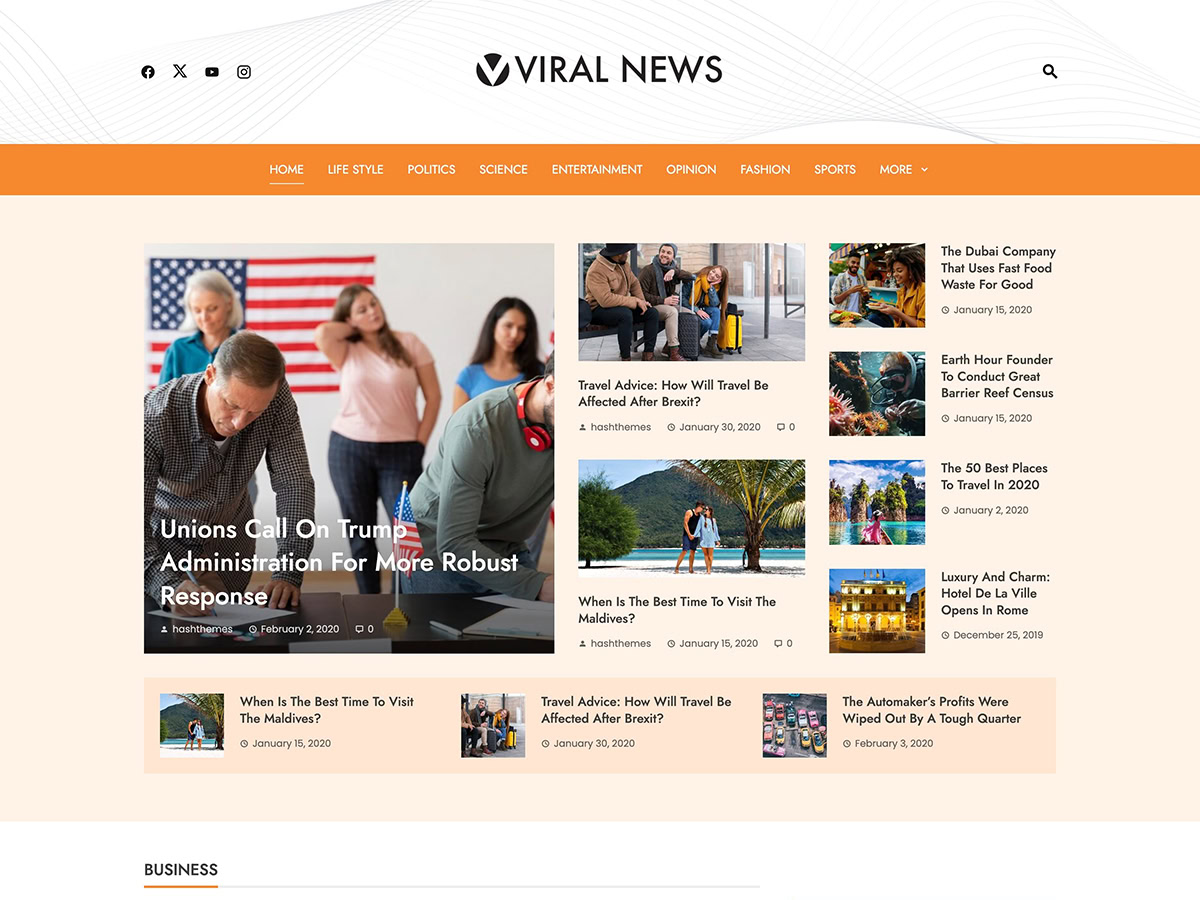 VIRAL NEWS
HOME
LIFE STYLE
POLITICS
SCIENCE
ENTERTAINMENT
OPINION
FASHION
SPORTS
MORE
Unions Call On Trump
Administration For More Robust
Response
hashthemes
February 2, 2020
0
Travel Advice: How Will Travel Be
Affected After Brexit?
hashthemes
January 30, 2020
0
When Is The Best Time To Visit The
Maldives?
hashthemes
January 15, 2020
0
The Dubai Company
That Uses Fast Food
Waste For Good
January 15, 2020
Earth Hour Founder
To Conduct Great
Barrier Reef Census
January 15, 2020
The 50 Best Places
To Travel In 2020
January 2, 2020
Luxury And Charm:
Hotel De La Ville
Opens In Rome
December 25, 2019
When Is The Best Time To Visit
The Maldives?
January 15, 2020
Travel Advice: How Will Travel Be
Affected After Brexit?
January 30, 2020
The Automaker’s Profits Were
Wiped Out By A Tough Quarter
February 3, 2020
BUSINESS